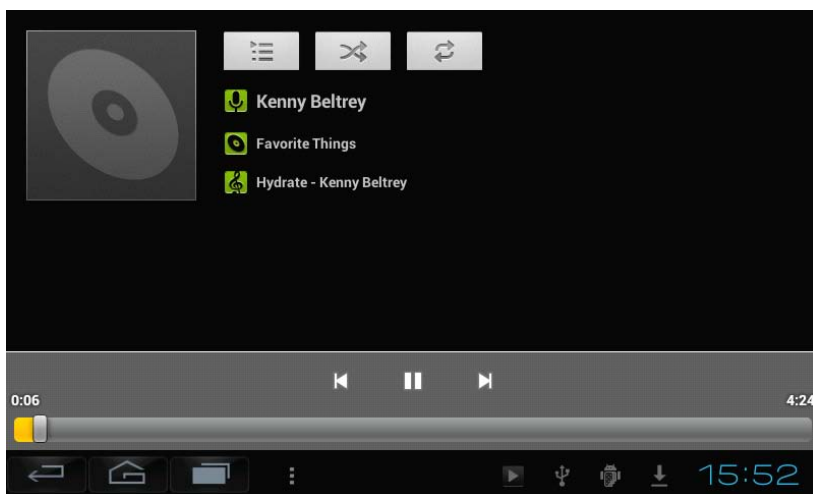 Kenny Beltrey
Favorite Things
Hydrate - Kenny Beltrey
0:06
4:24
15:52